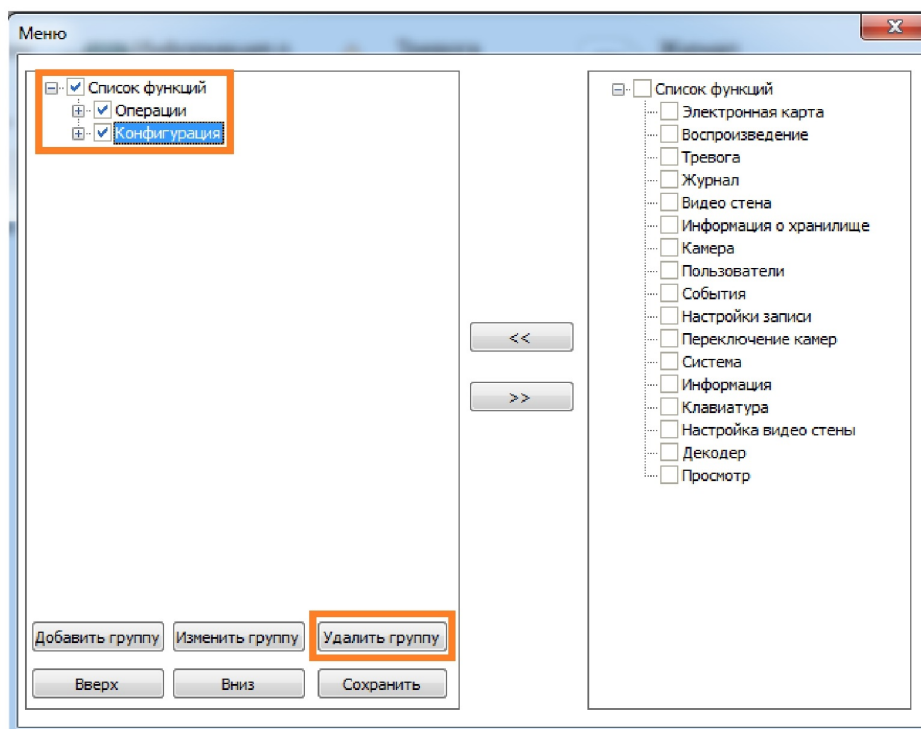 Меню
Список функций
Операции
Конфигурация
<<
>>
Добавить группу Изменить группу Удалить группу
Вверх Вниз Сохранить
Список функций
Электронная карта
Воспроизведение
Тревога
Журнал
Видео стена
Информация о хранилище
Камера
Пользователи
События
Настройки записи
Переключение камер
Система
Информация
Клавиатура
Настройка видео стены
Декодер
Просмотр